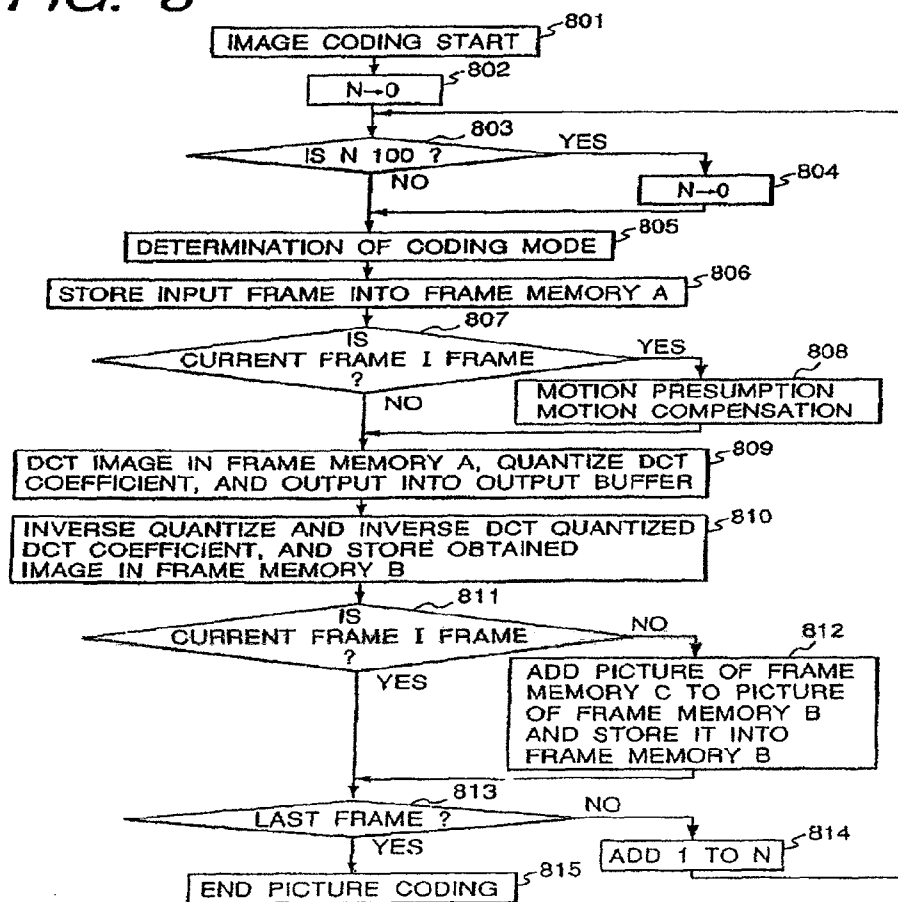 FIG. 8
IMAGE CODING START
801
N→0
802
IS N 100 ?
803
YES
NO
N→0
804
DETERMINATION OF CODING MODE
805
STORE INPUT FRAME INTO FRAME MEMORY A
806
IS
CURRENT FRAME I FRAME
?
807
YES
NO
MOTION PRESUMPTION
MOTION COMPENSATION
808
DCT IMAGE IN FRAME MEMORY A, QUANTIZE DCT
COEFFICIENT, AND OUTPUT INTO OUTPUT BUFFER
809
INVERSE QUANTIZE AND INVERSE DCT QUANTIZED
DCT COEFFICIENT, AND STORE OBTAINED
IMAGE IN FRAME MEMORY B
810
IS
CURRENT FRAME I FRAME
?
811
NO
YES
ADD PICTURE OF FRAME
MEMORY C TO PICTURE
OF FRAME MEMORY B
AND STORE IT INTO
FRAME MEMORY B
812
LAST FRAME ?
813
NO
YES
ADD 1 TO N
814
END PICTURE CODING
815